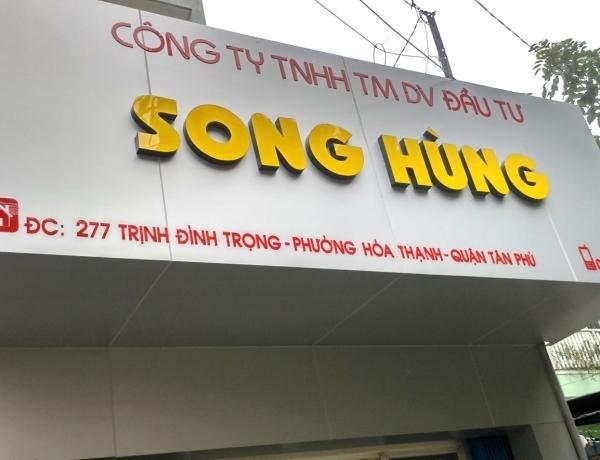 CÔNG TY TNHH TM DV ĐẦU TƯ
SONG HÙNG
ĐC: 277 TRỊNH ĐÌNH TRỌNG - PHƯỜNG HÒA THẠNH - QUẬN TÂN PHÚ